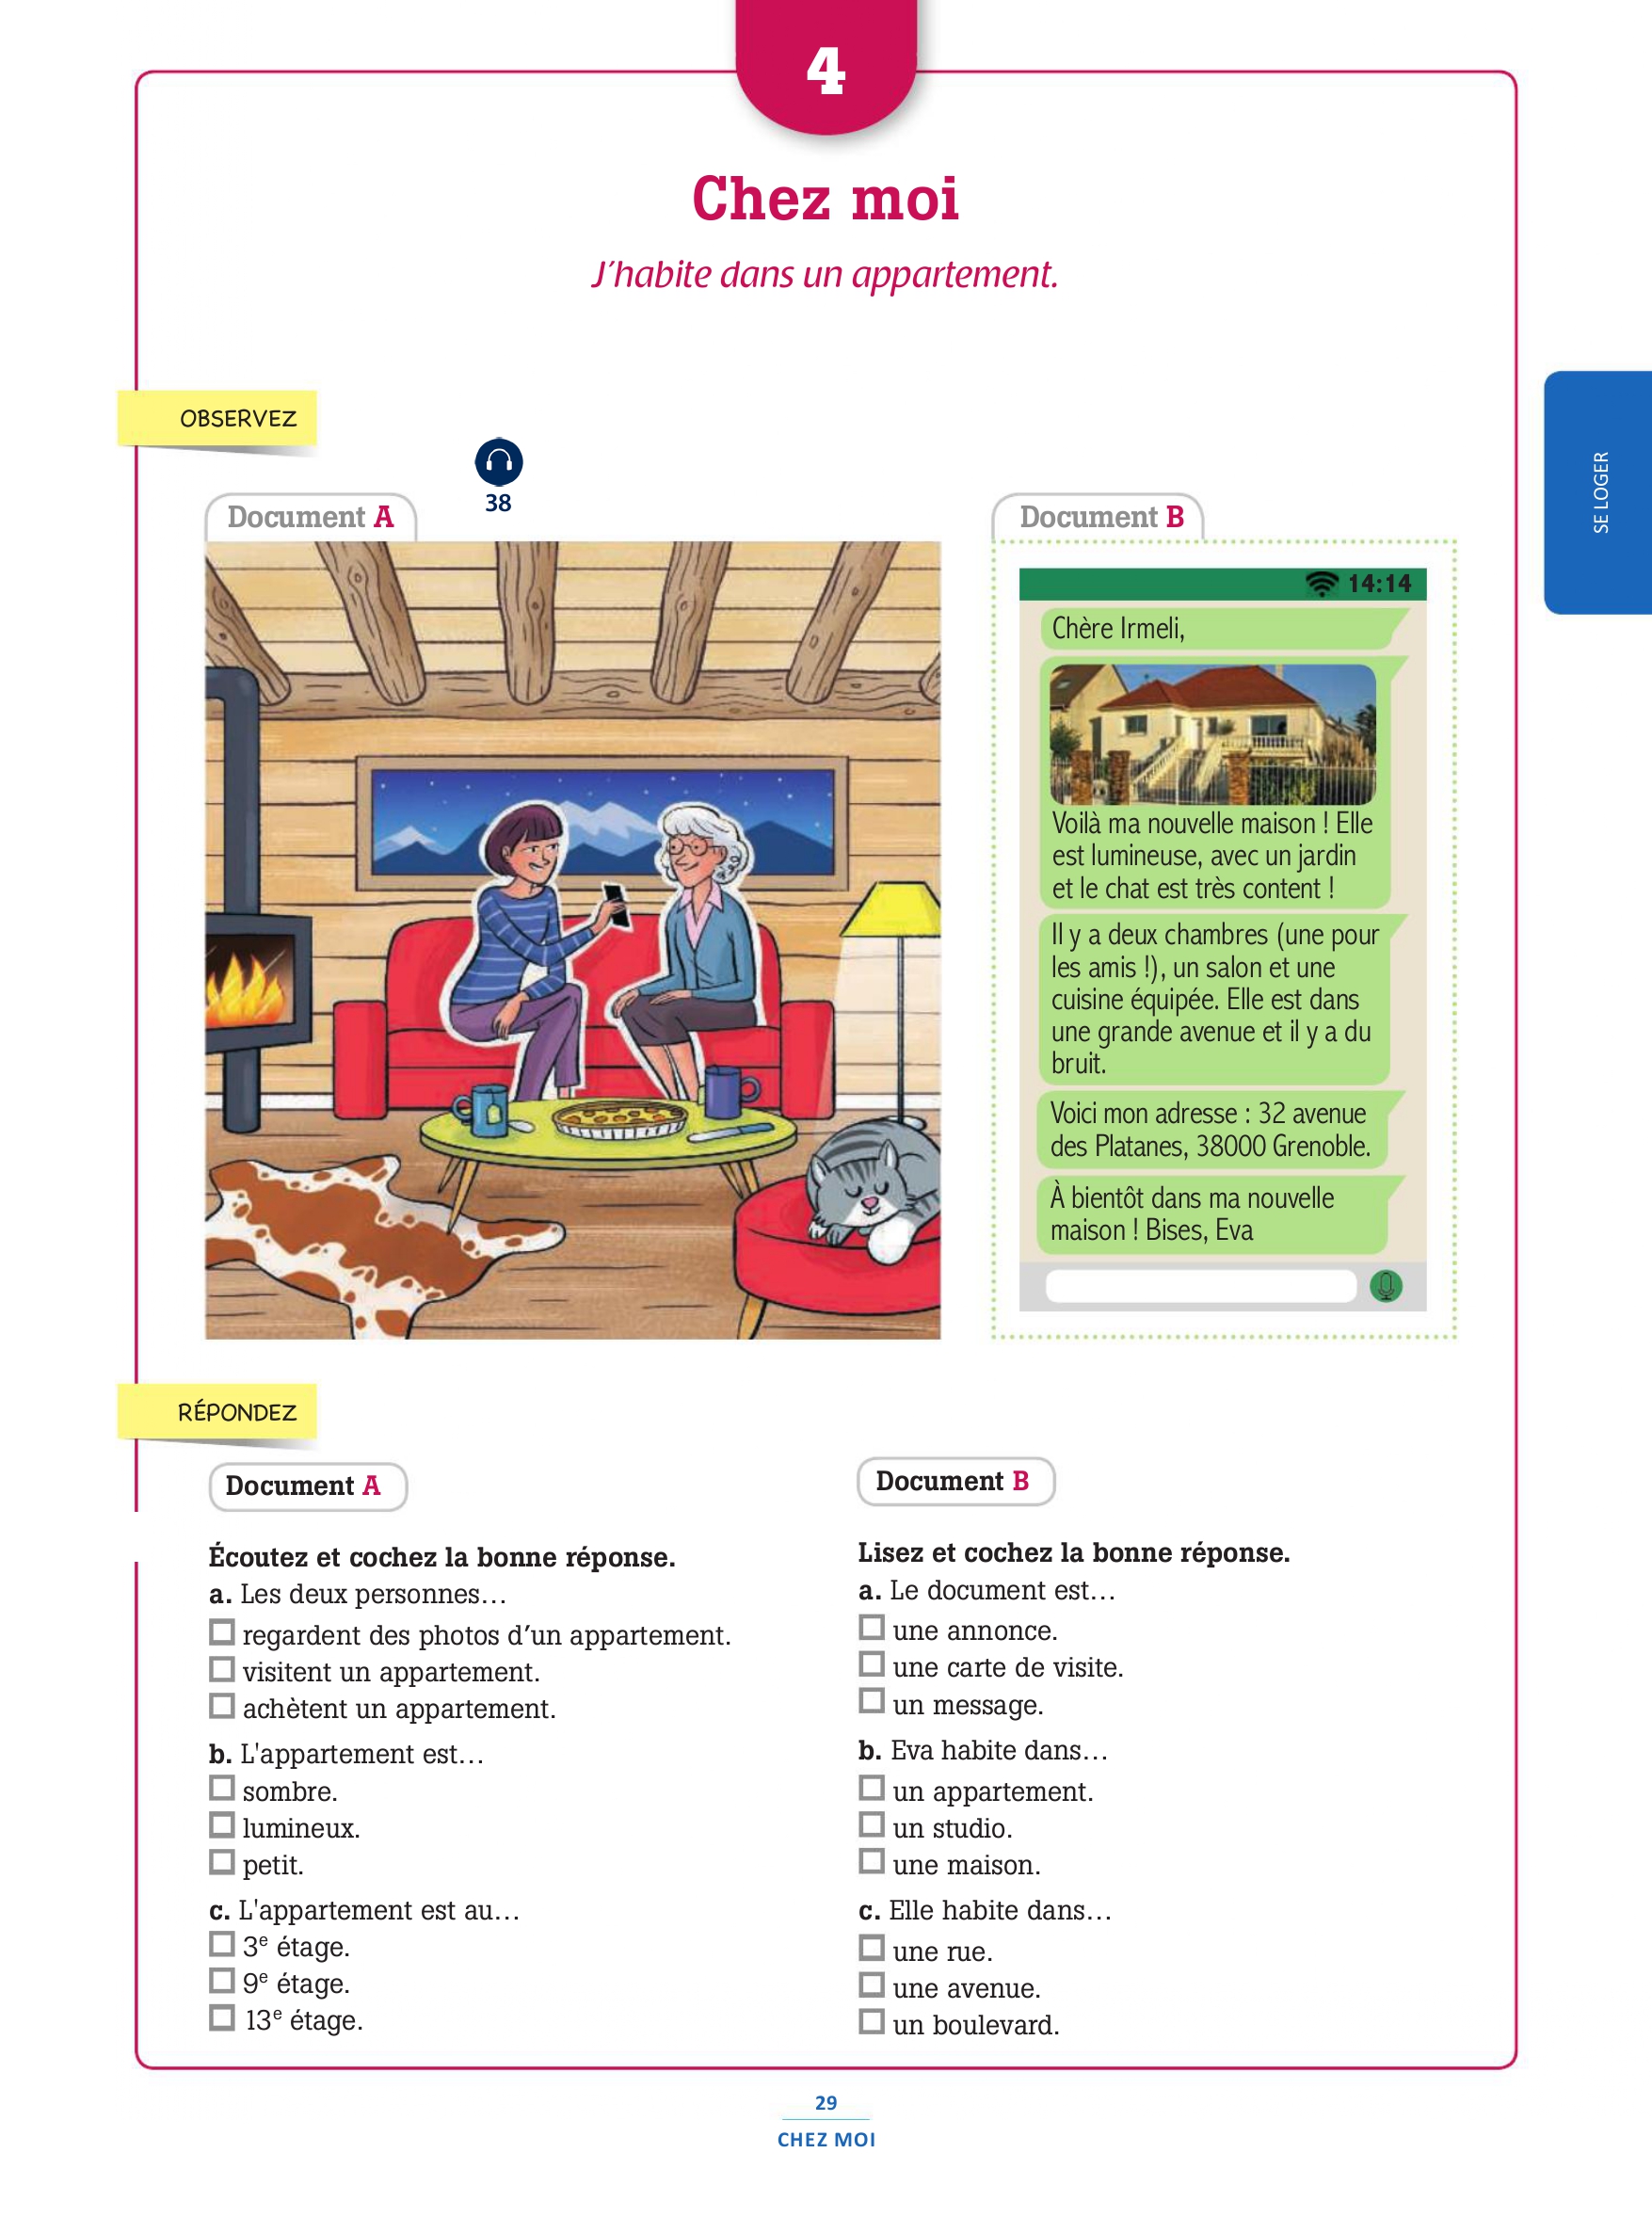 4
Chez moi
J'habite dans un appartement.
OBSERVEZ
SE LOGER
38
Document A
Document B
14:14
Chère Irmeli,
Voilà ma nouvelle maison ! Elle
est lumineuse, avec un jardin
et le chat est très content !
Il y a deux chambres (une pour
les amis !), un salon et une
cuisine équipée. Elle est dans
une grande avenue et il y a du
bruit.
Voici mon adresse : 32 avenue
des Platanes, 38000 Grenoble.
À bientôt dans ma nouvelle
maison ! Bises, Eva
RÉPONDEZ
Document A
Écoutez et cochez la bonne réponse.
a. Les deux personnes…
regardent des photos d'un appartement.
visitent un appartement.
achètent un appartement.
b. L'appartement est…
sombre.
lumineux.
petit.
c. L'appartement est au…
3e étage.
9e étage.
13e étage.
Document B
Lisez et cochez la bonne réponse.
a. Le document est…
une annonce.
une carte de visite.
un message.
b. Eva habite dans…
un appartement.
un studio.
une maison.
c. Elle habite dans…
une rue.
une avenue.
un boulevard.
29
CHEZ MOI